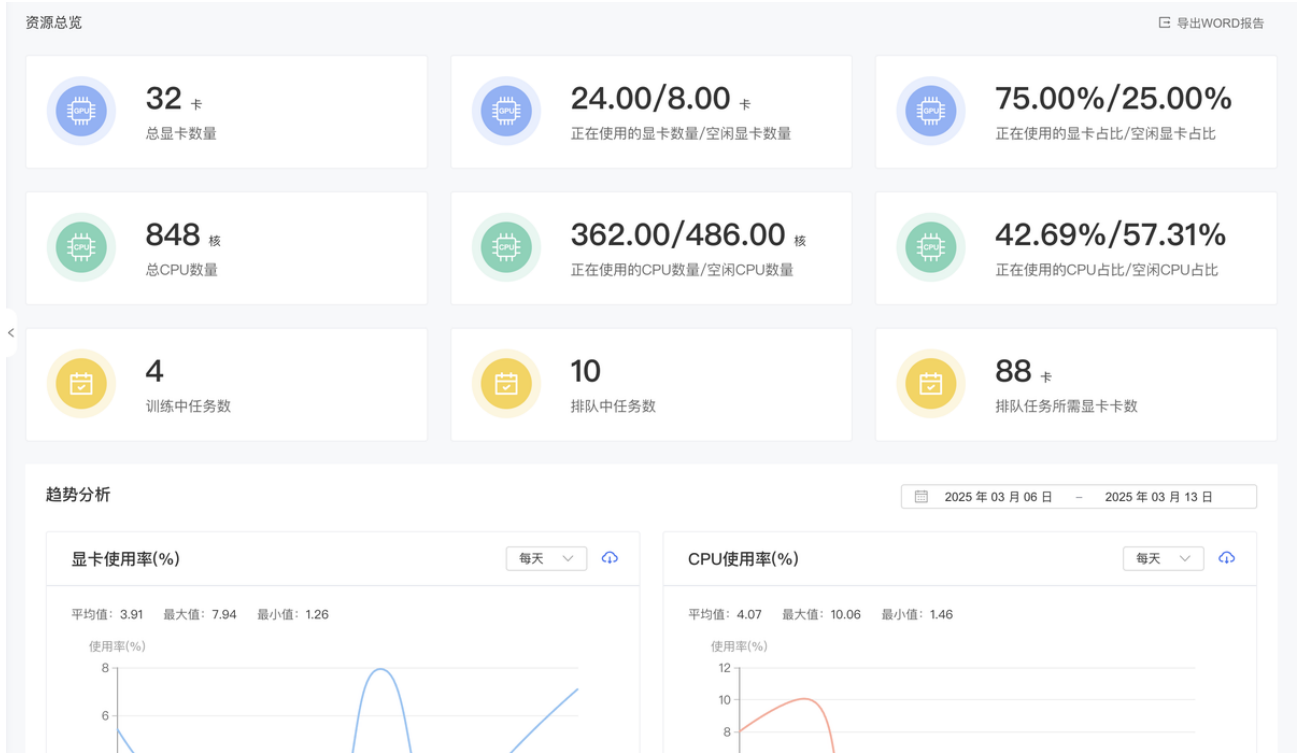 资源总览
导出WORD报告
GPU
32 卡
总显卡数量
GPU
24.00/8.00 卡
正在使用的显卡数量/空闲显卡数量
GPU
75.00%/25.00%
正在使用的显卡占比/空闲显卡占比
CPU
848 核
总CPU数量
CPU
362.00/486.00 核
正在使用的CPU数量/空闲CPU数量
CPU
42.69%/57.31%
正在使用的CPU占比/空闲CPU占比
4
训练中任务数
10
排队中任务数
88 卡
排队任务所需显卡卡数
趋势分析
2025 年 03 月 06 日 – 2025 年 03 月 13 日
显卡使用率(%)
每天
平均值: 3.91 最大值: 7.94 最小值: 1.26
使用率(%)
8
6
CPU使用率(%)
每天
平均值: 4.07 最大值: 10.06 最小值: 1.46
使用率(%)
12
10
8